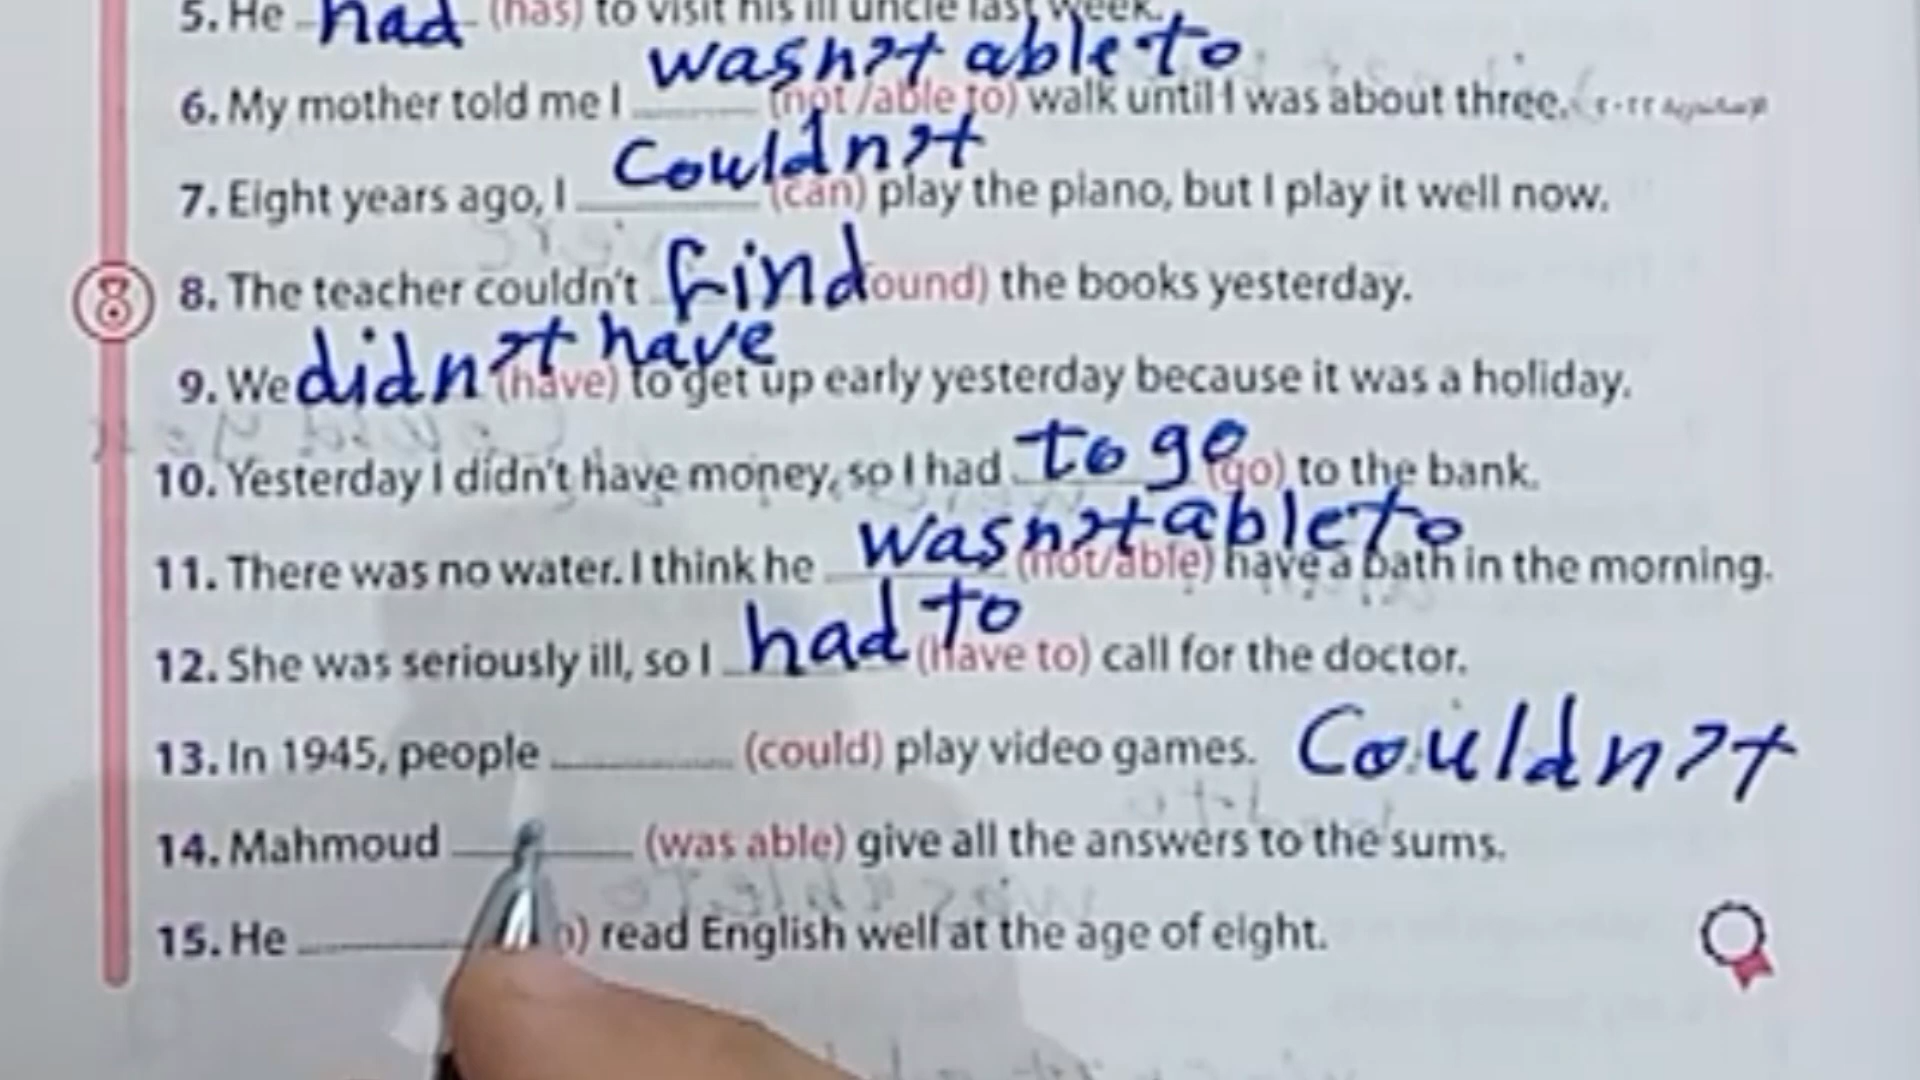 5. He had (has) to visit his ill uncle last week.
wasn't able to
6. My mother told me I ........ (not/able to) walk until I was about three.
couldn't
7. Eight years ago, I ........ (can) play the piano, but I play it well now.
8. The teacher couldn't find ound) the books yesterday.
9. We didn't have (have) to get up early yesterday because it was a holiday.
10. Yesterday I didn't have money, so I had to go (go) to the bank.
wasn't able to
11. There was no water. I think he ........ (not/able) have a bath in the morning.
12. She was seriously ill, so I had to (have to) call for the doctor.
13. In 1945, people ........ (could) play video games. Couldn't
14. Mahmoud ........ (was able) give all the answers to the sums.
15. He ........ ) read English well at the age of eight.